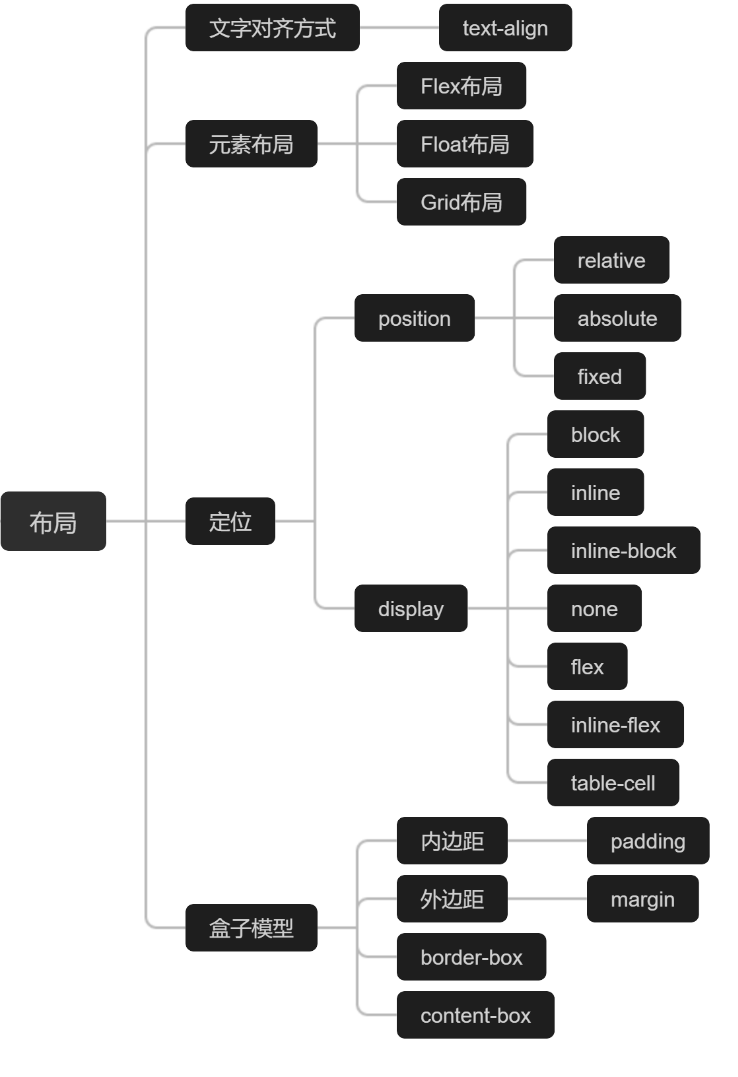 文字对齐方式
text-align
Flex布局
元素布局
Float布局
Grid布局
relative
position
absolute
fixed
block
inline
布局
定位
inline-block
display
none
flex
inline-flex
table-cell
内边距
padding
外边距
margin
盒子模型
border-box
content-box